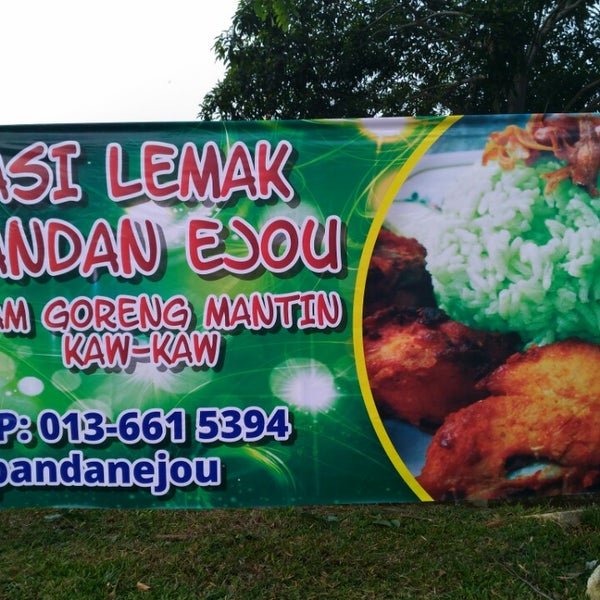 ASI LEMAK
ANDAN EJOU
AM GORENG MANTIN
KAW-KAW
P: 013-661 5394
pandanejou